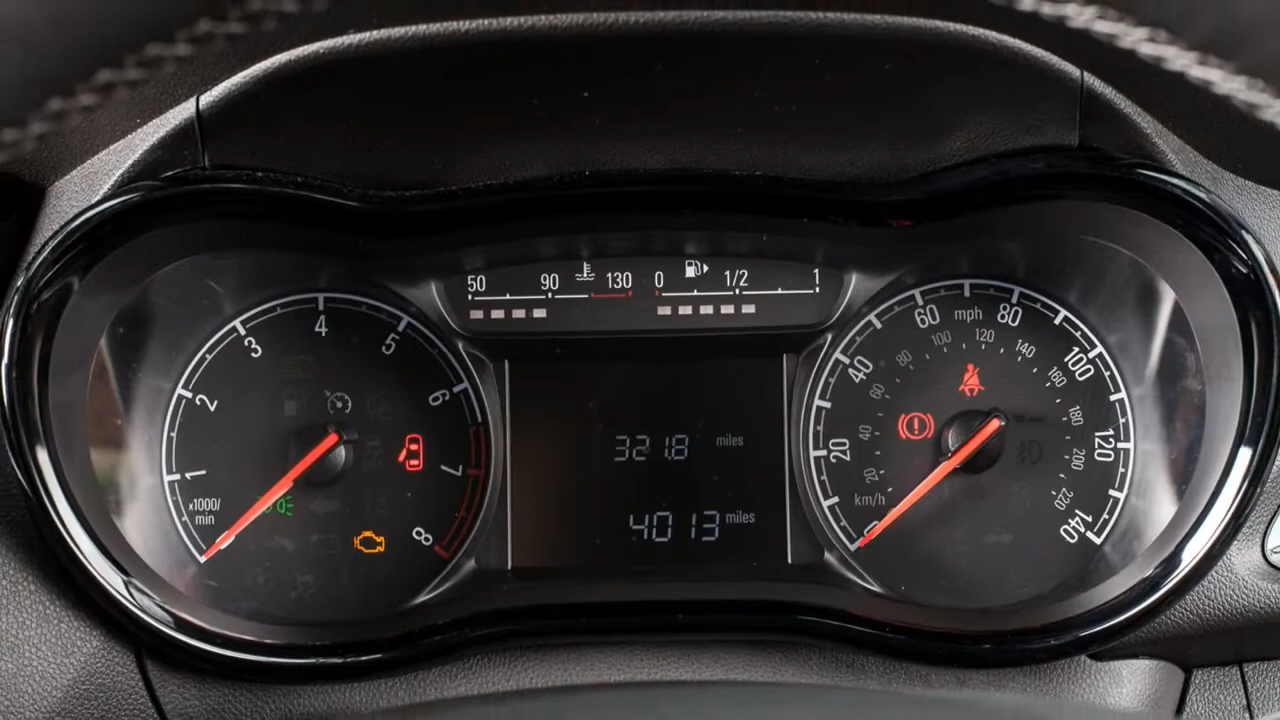 50 90 130 0 1/2 1
1 2 3 4 5 6 7 8
x1000/
min
321.8 miles
4013 miles
0 20 40 60 80 100 120 140
mph
20 40 60 80 100 120 140 160 180 200 220
km/h